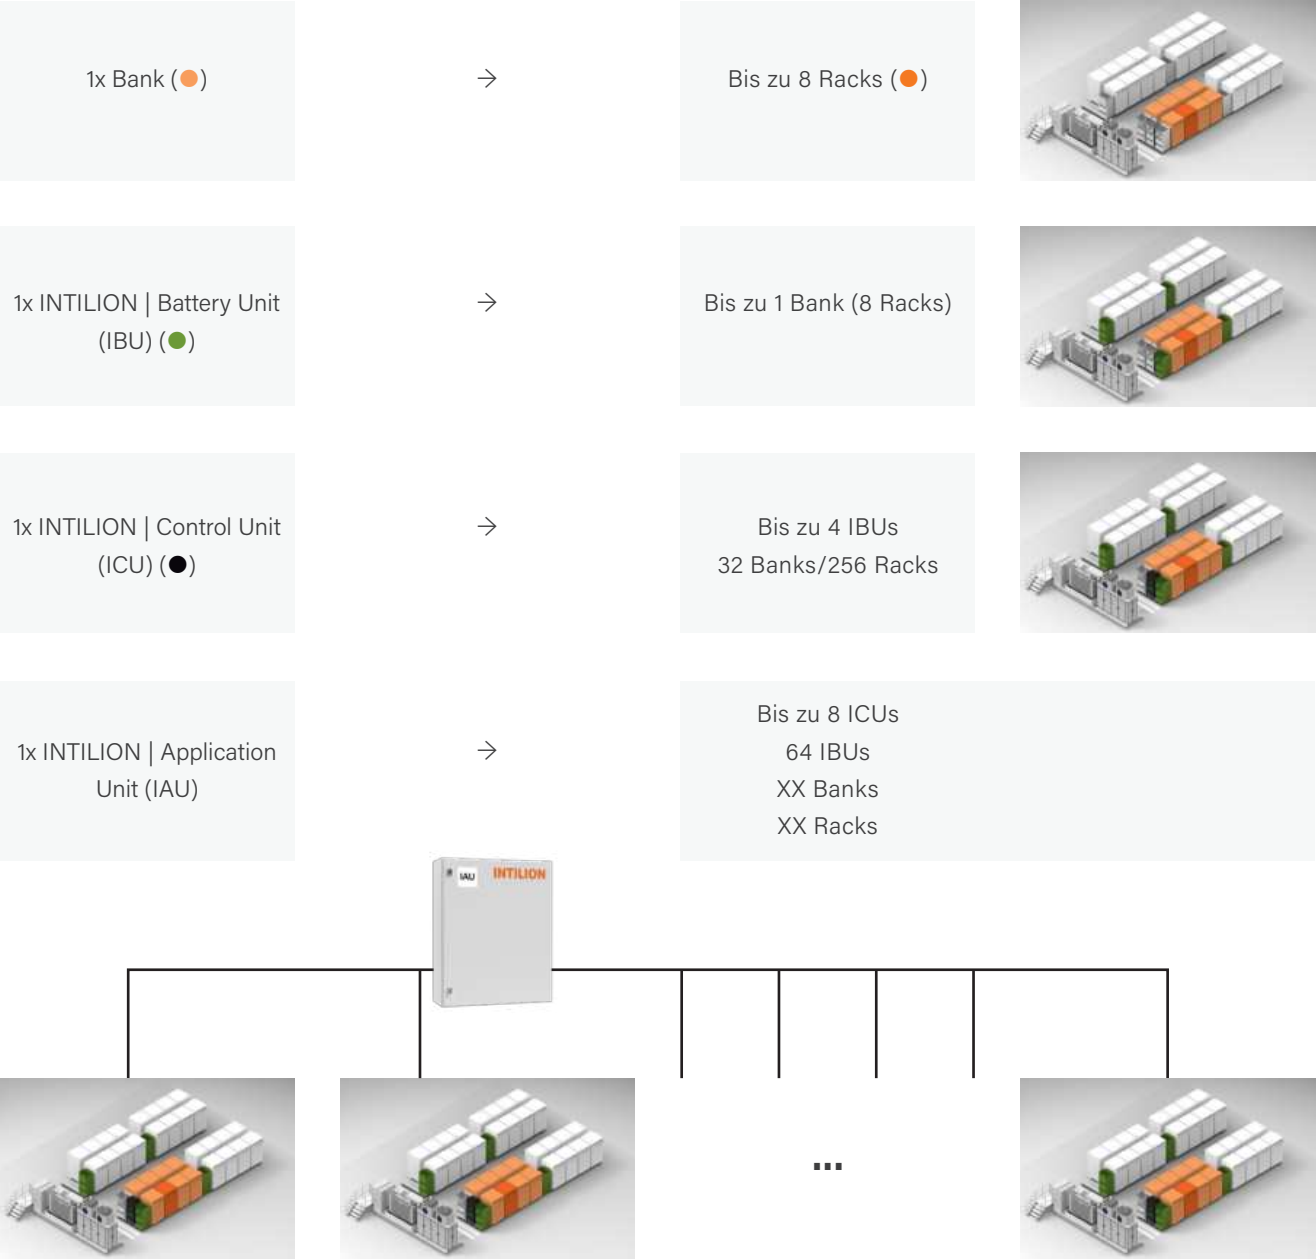 1x Bank (●)
→
Bis zu 8 Racks (●)
1x INTILION | Battery Unit
(IBU) (●)
→
Bis zu 1 Bank (8 Racks)
1x INTILION | Control Unit
(ICU) (●)
→
Bis zu 4 IBUs
32 Banks/256 Racks
1x INTILION | Application
Unit (IAU)
→
Bis zu 8 ICUs
64 IBUs
XX Banks
XX Racks
IAU INTILION
...